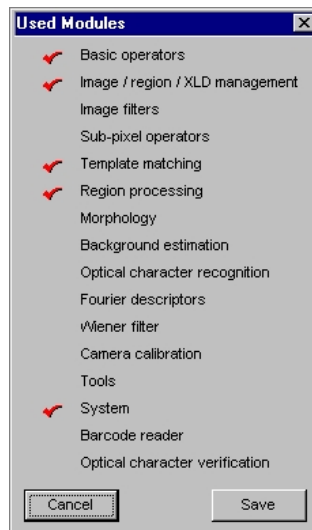 Used Modules
Basic operators
Image / region / XLD management
Image filters
Sub-pixel operators
Template matching
Region processing
Morphology
Background estimation
Optical character recognition
Fourier descriptors
Wiener filter
Camera calibration
Tools
System
Barcode reader
Optical character verification
Cancel Save